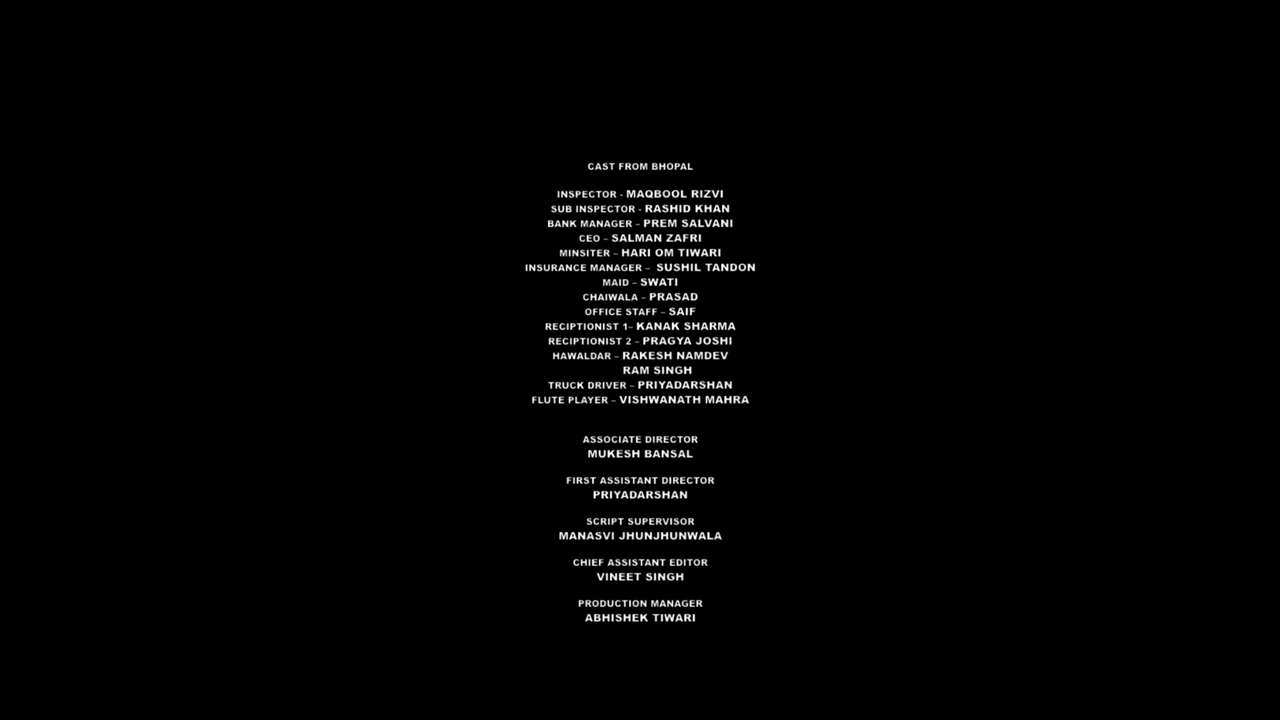 CAST FROM BHOPAL
INSPECTOR - MAQBOOL RIZVI
SUB INSPECTOR - RASHID KHAN
BANK MANAGER – PREM SALVANI
CEO – SALMAN ZAFRI
MINSITER – HARI OM TIWARI
INSURANCE MANAGER – SUSHIL TANDON
MAID – SWATI
CHAIWALA – PRASAD
OFFICE STAFF – SAIF
RECIPTIONIST 1– KANAK SHARMA
RECIPTIONIST 2 – PRAGYA JOSHI
HAWALDAR – RAKESH NAMDEV
RAM SINGH
TRUCK DRIVER – PRIYADARSHAN
FLUTE PLAYER – VISHWANATH MAHRA
ASSOCIATE DIRECTOR
MUKESH BANSAL
FIRST ASSISTANT DIRECTOR
PRIYADARSHAN
SCRIPT SUPERVISOR
MANASVI JHUNJHUNWALA
CHIEF ASSISTANT EDITOR
VINEET SINGH
PRODUCTION MANAGER
ABHISHEK TIWARI